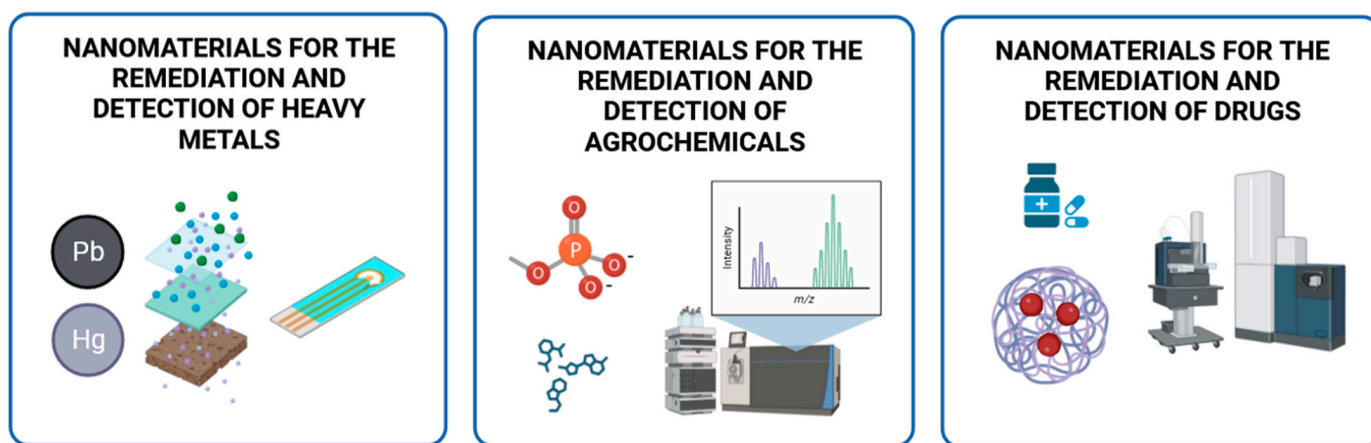 NANOMATERIALS FOR THE
REMEDIATION AND
DETECTION OF HEAVY
METALS
Pb
Hg
NANOMATERIALS FOR THE
REMEDIATION AND
DETECTION OF
AGROCHEMICALS
O
P
O
O
O
-
-
Intensity
m/z
NANOMATERIALS FOR THE
REMEDIATION AND
DETECTION OF DRUGS